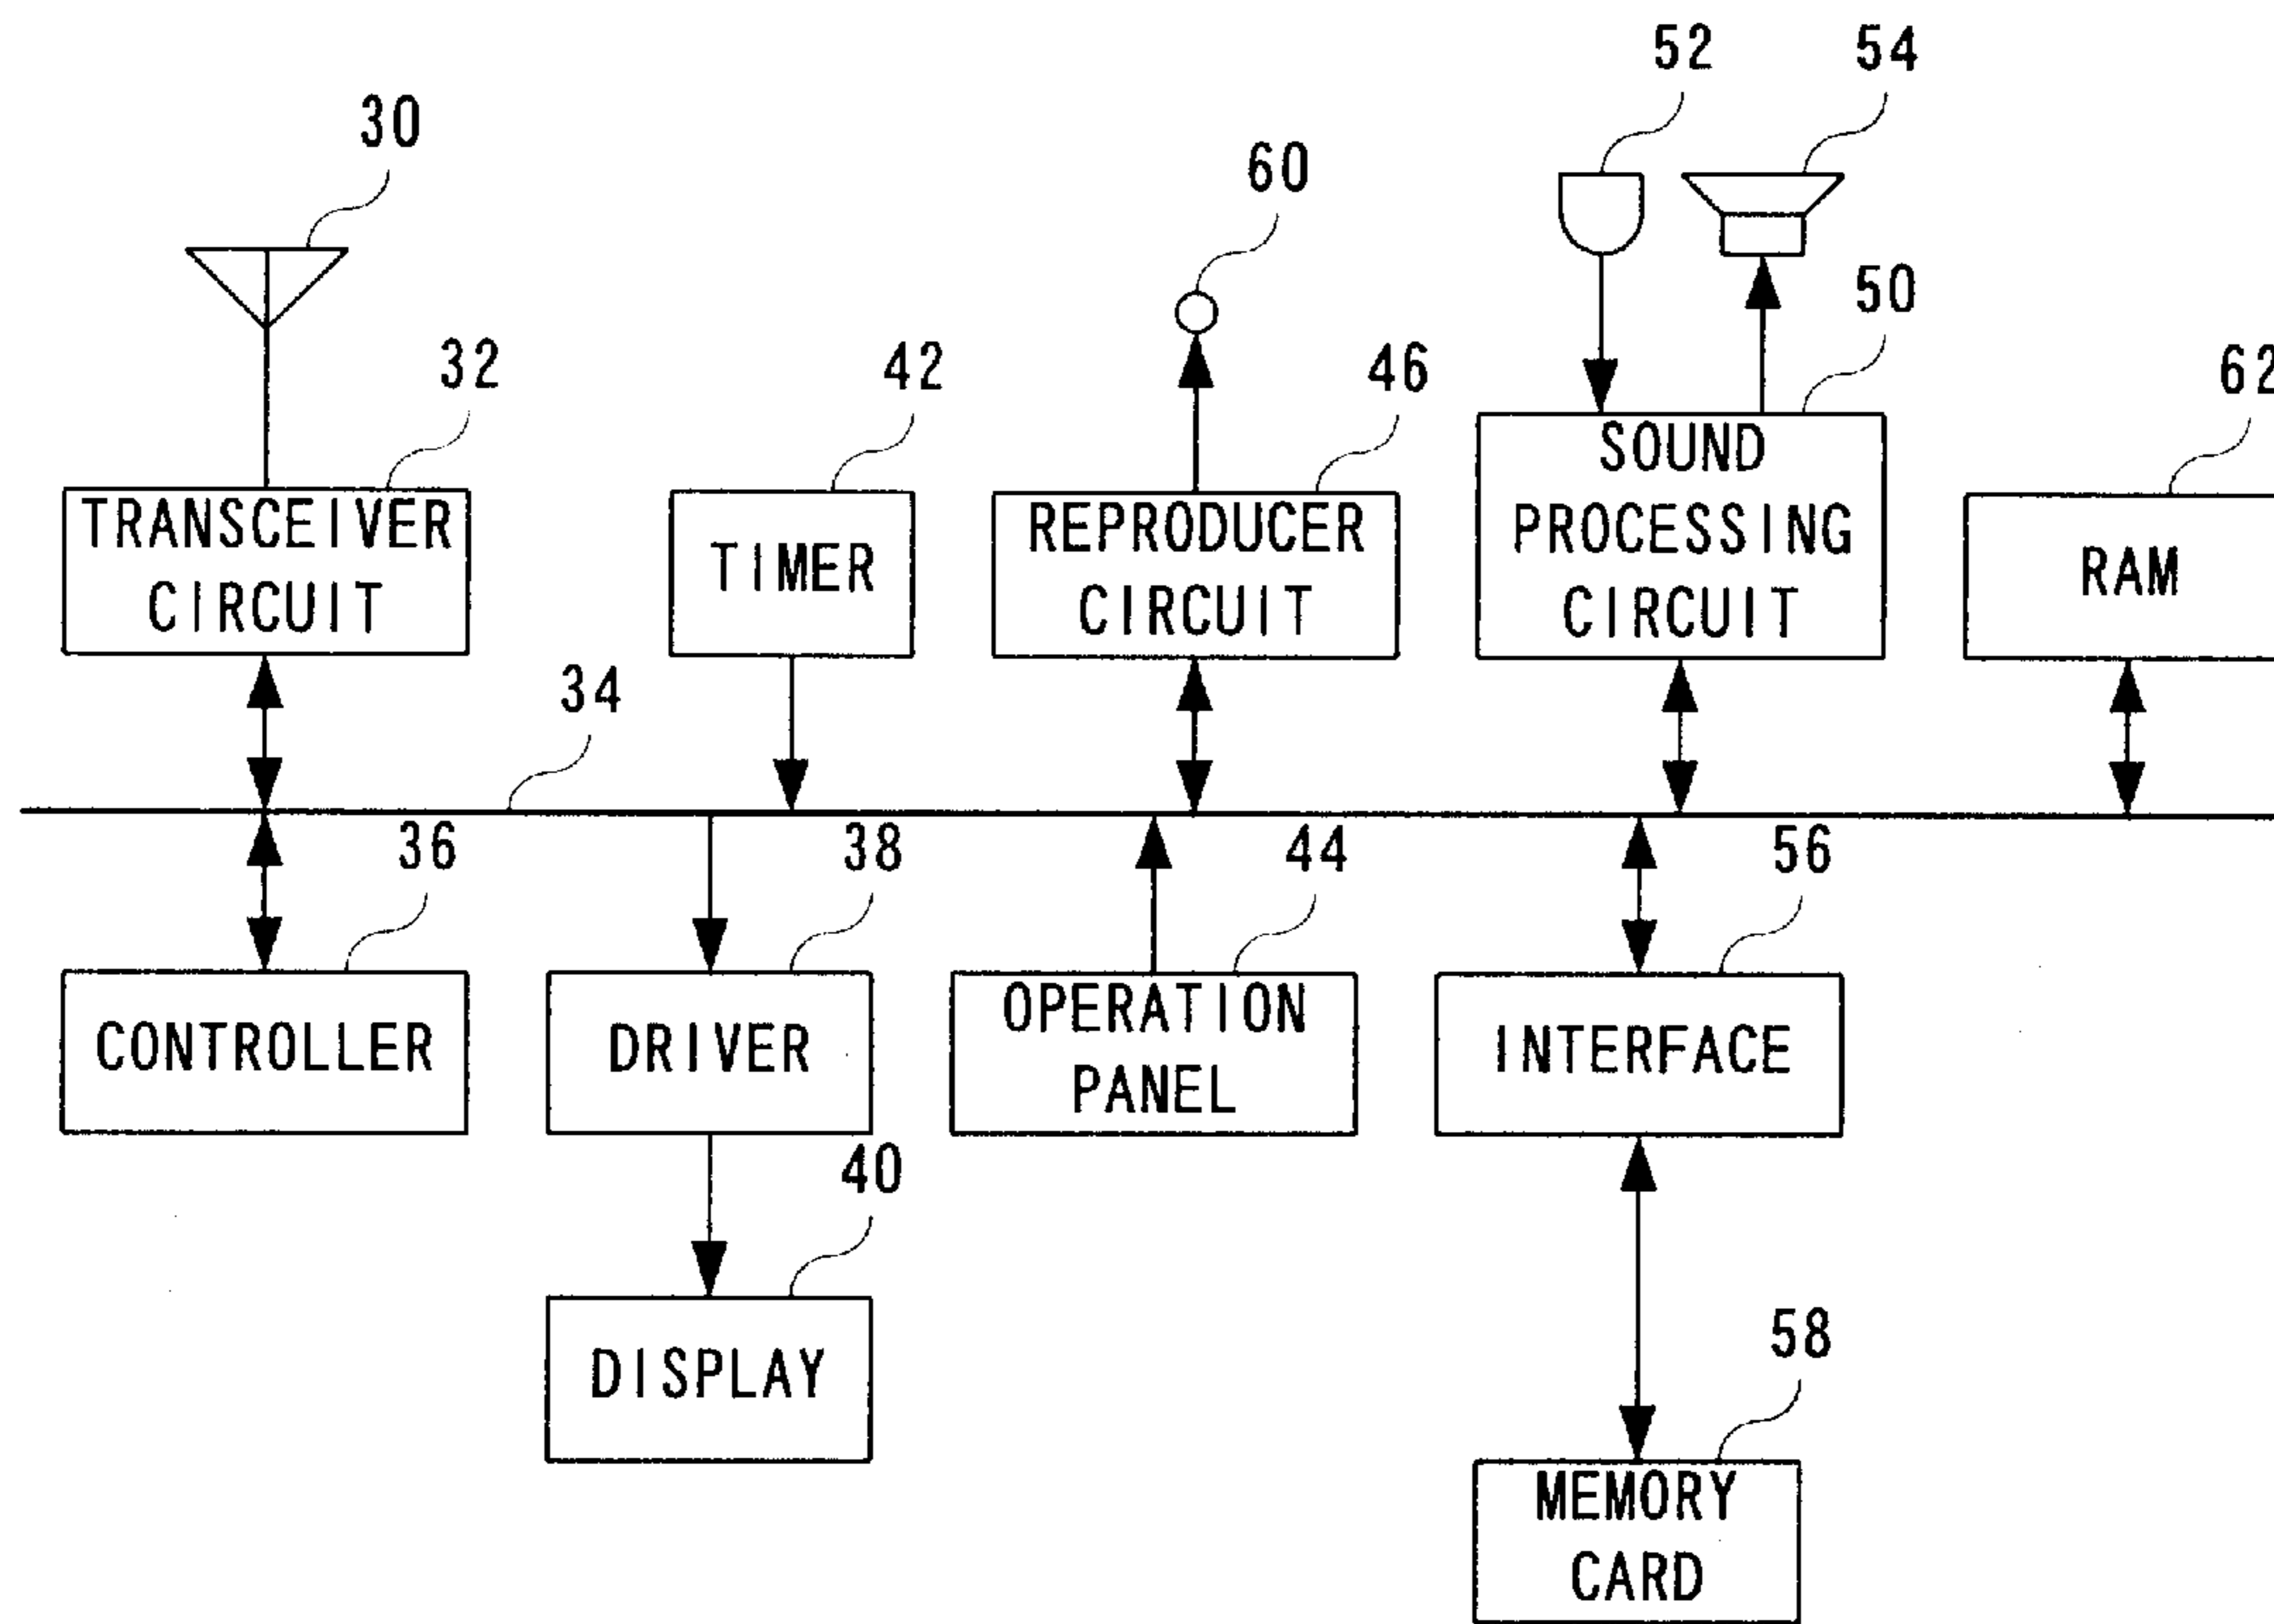 52
54
30
60
50
32
42
46
62
TRANSCEIVER
CIRCUIT
TIMER
REPRODUCER
CIRCUIT
SOUND
PROCESSING
CIRCUIT
RAM
34
36
38
44
56
CONTROLLER
DRIVER
OPERATION
PANEL
INTERFACE
40
DISPLAY
58
MEMORY
CARD